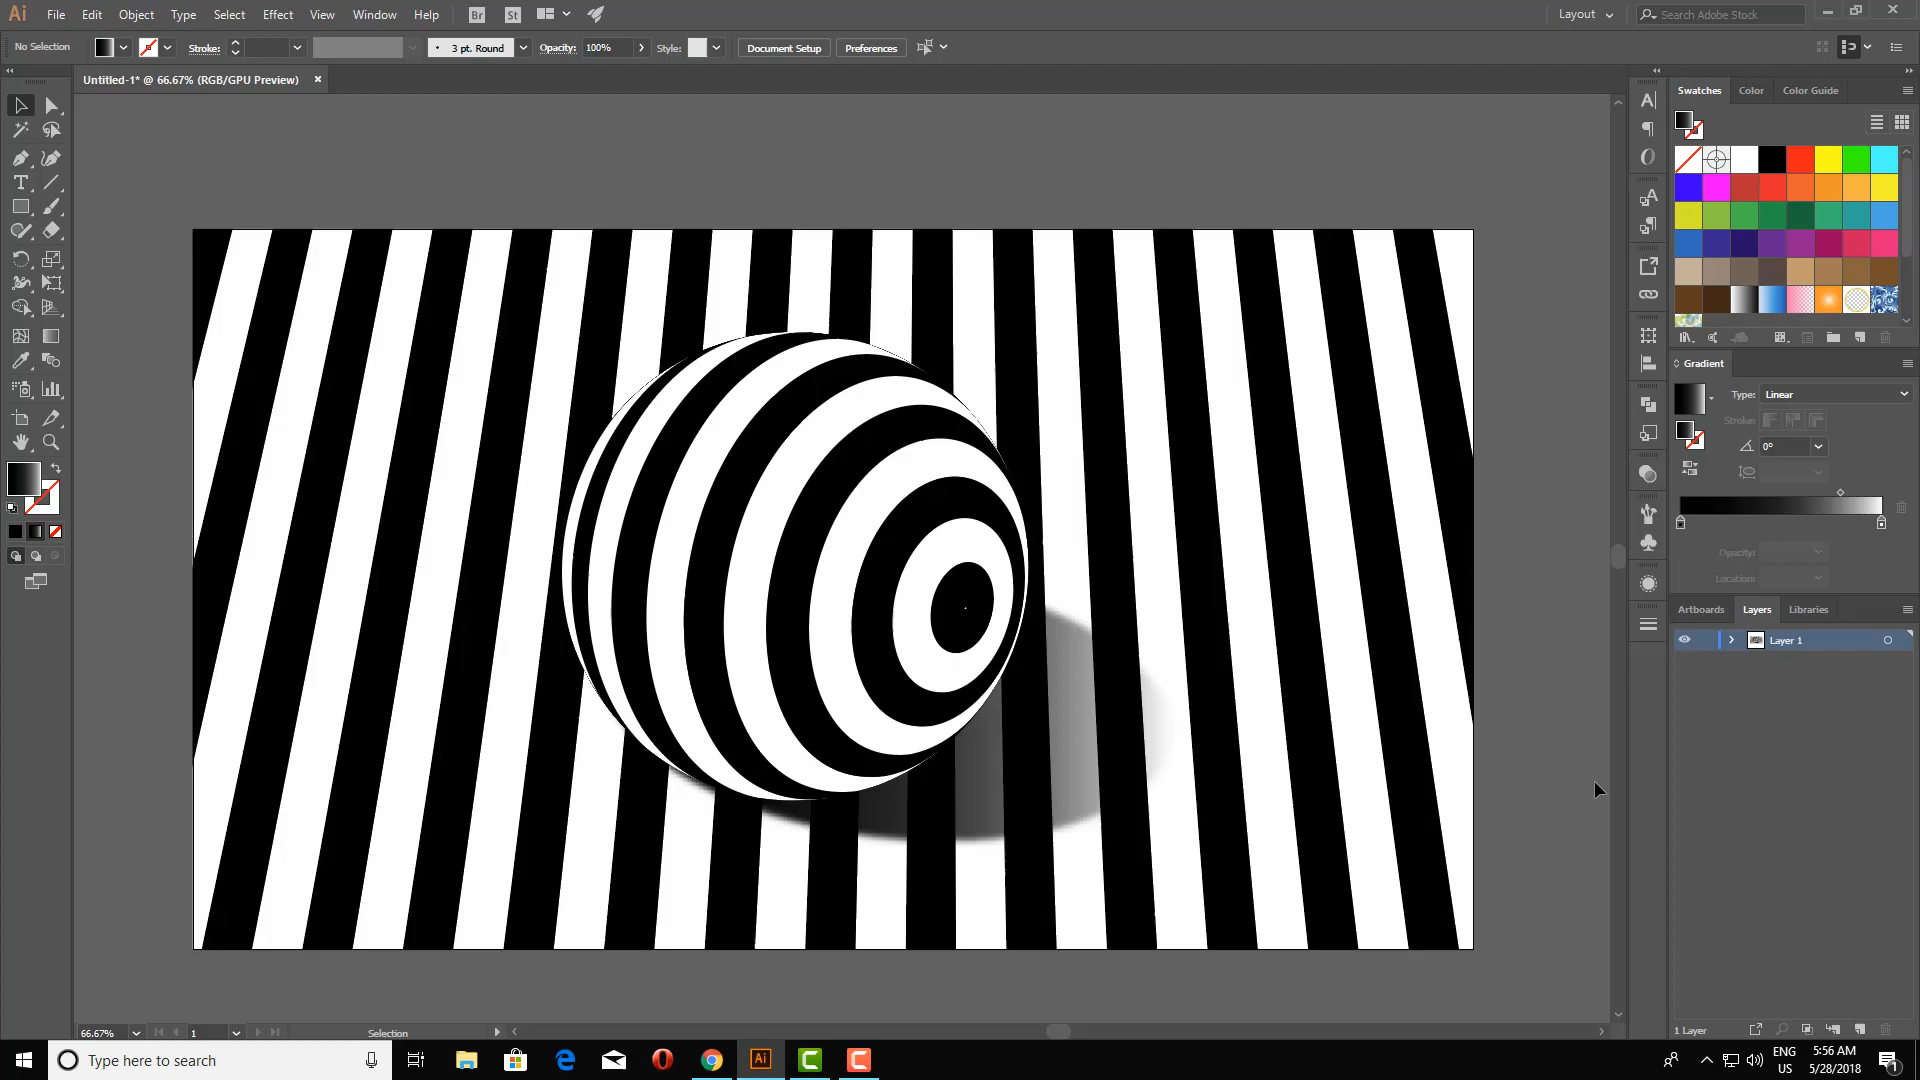 Ai File Edit Object Type Select Effect View Window Help Br St Layout Search Adobe Stock
No Selection Stroke: 3 pt. Round Opacity: 100% Style: Document Setup Preferences
Untitled-1* @ 66.67% (RGB/GPU Preview)
Swatches Color Color Guide
Gradient
Type: Linear
Stroke:
0°
Opacity:
Location:
Artboards Layers Libraries
Layer 1
1 Layer
66.67% 1 Selection
Type here to search
Ai
ENG
US
5:56 AM
5/28/2018
1